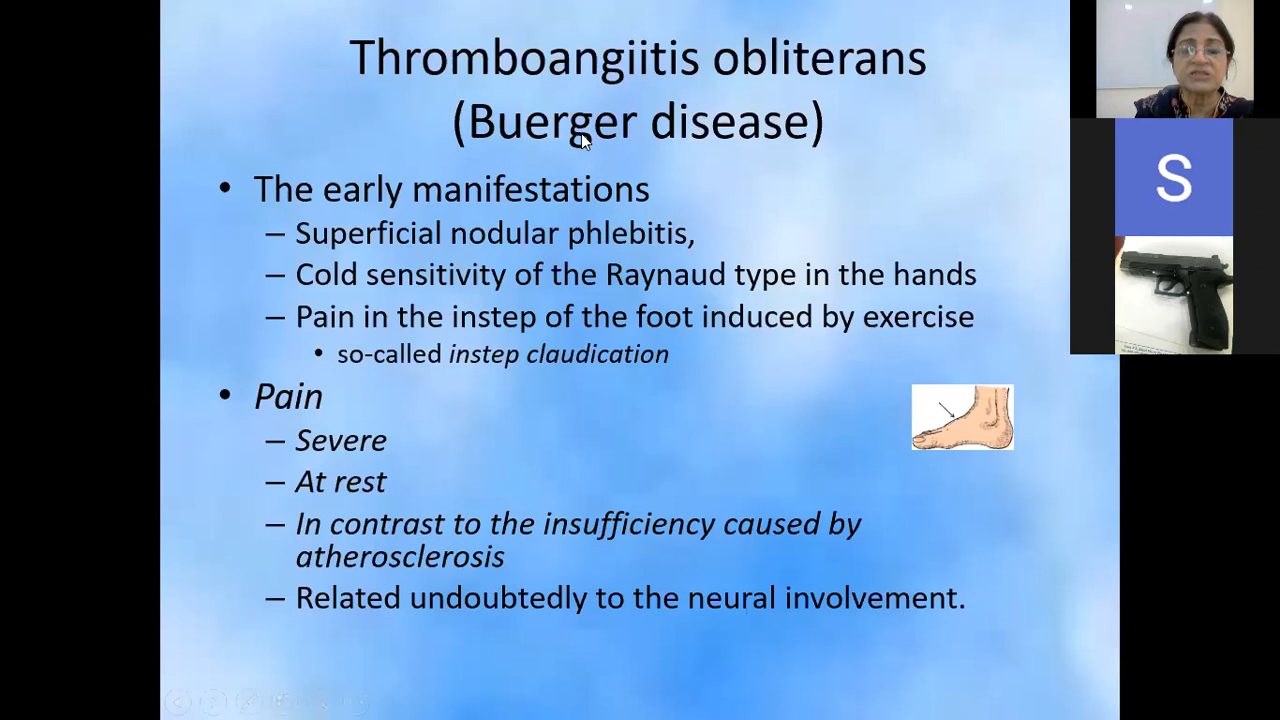 Thromboangiitis obliterans
(Buerger disease)
• The early manifestations
– Superficial nodular phlebitis,
– Cold sensitivity of the Raynaud type in the hands
– Pain in the instep of the foot induced by exercise
• so-called instep claudication
• Pain
– Severe
– At rest
– In contrast to the insufficiency caused by
atherosclerosis
– Related undoubtedly to the neural involvement.
S